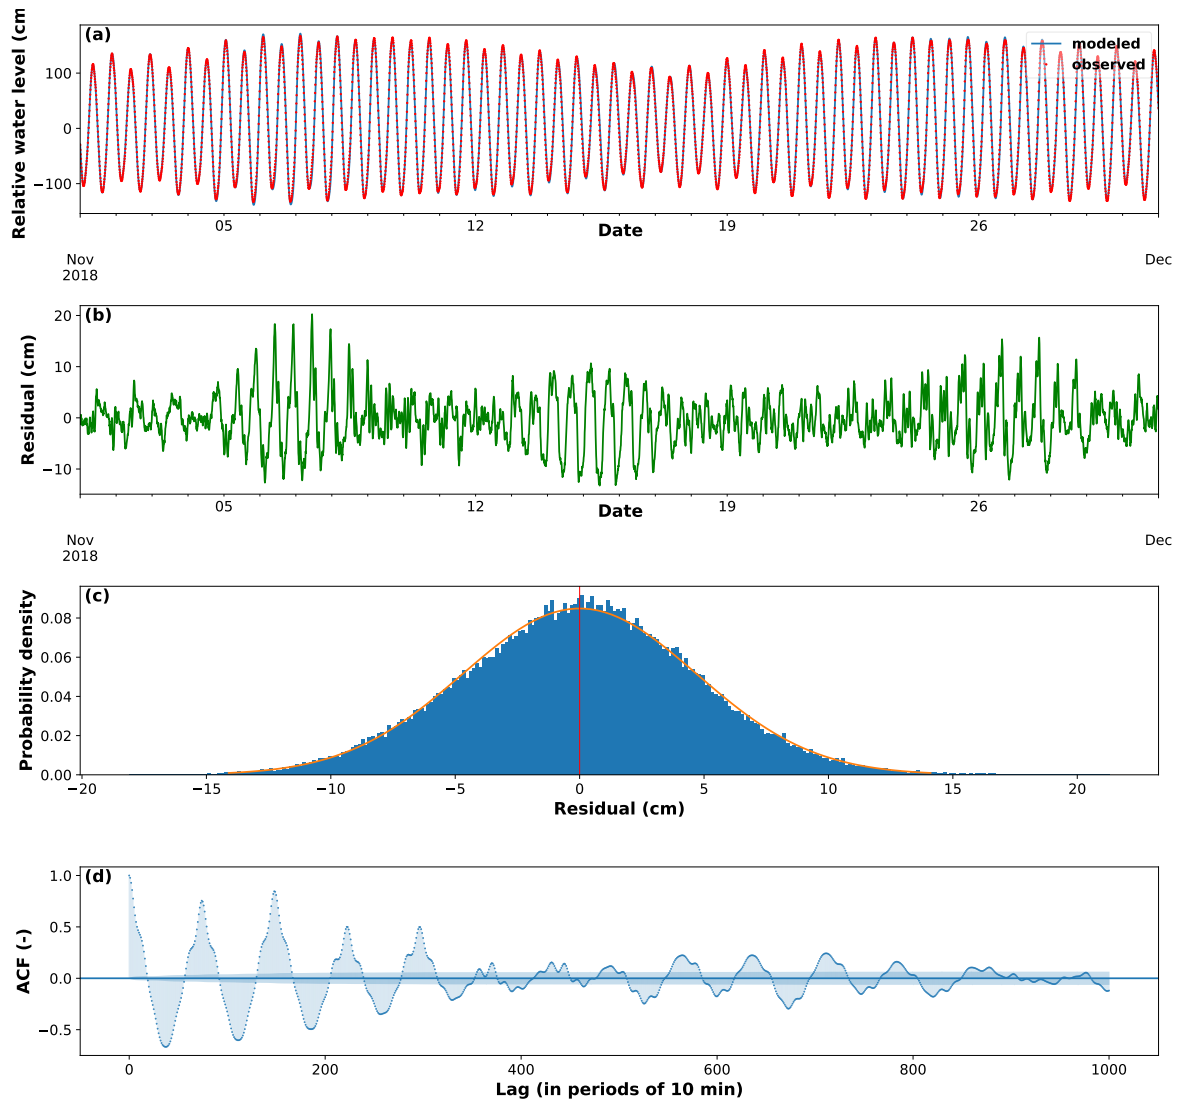 (a)
modeled
observed
Relative water level (cm
100
0
−100
05
12
19
26
Date
Nov
2018
Dec
(b)
Residual (cm)
20
10
0
−10
05
12
19
26
Date
Nov
2018
Dec
(c)
Probability density
0.08
0.06
0.04
0.02
0.00
−20
−15
−10
−5
0
5
10
15
20
Residual (cm)
(d)
ACF (-)
1.0
0.5
0.0
−0.5
0
200
400
600
800
1000
Lag (in periods of 10 min)